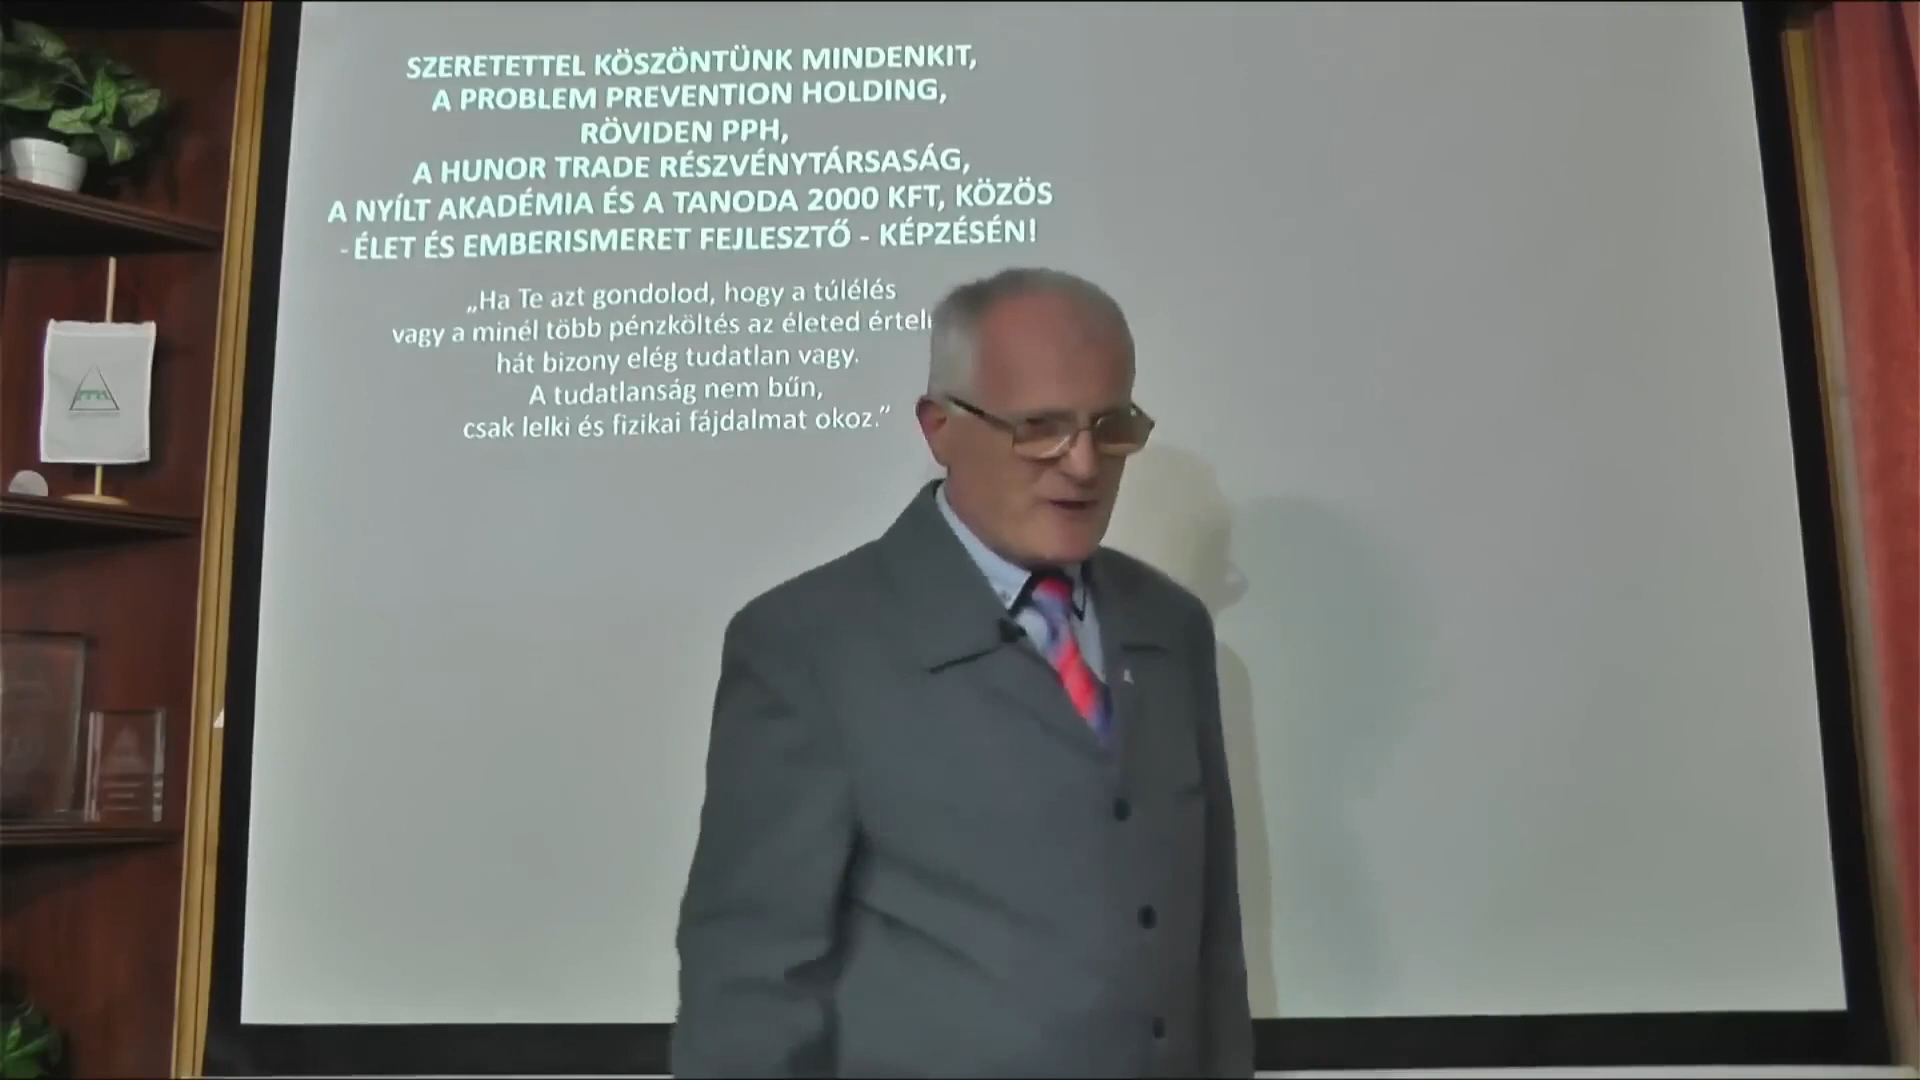 SZERETETTEL KÖSZÖNTÜNK MINDENKIT,
A PROBLEM PREVENTION HOLDING,
RÖVIDEN PPH,
A HUNOR TRADE RÉSZVÉNYTÁRSASÁG,
A NYÍLT AKADÉMIA ÉS A TANODA 2000 KFT, KÖZÖS
- ÉLET ÉS EMBERISMERET FEJLESZTŐ - KÉPZÉSÉN!
„Ha Te azt gondolod, hogy a túlélés
vagy a minél több pénzköltés az életed
hát bizony elég tudatlan vagy.
A tudatlanság nem bűn,
csak lelki és fizikai fájdalmat okoz.”